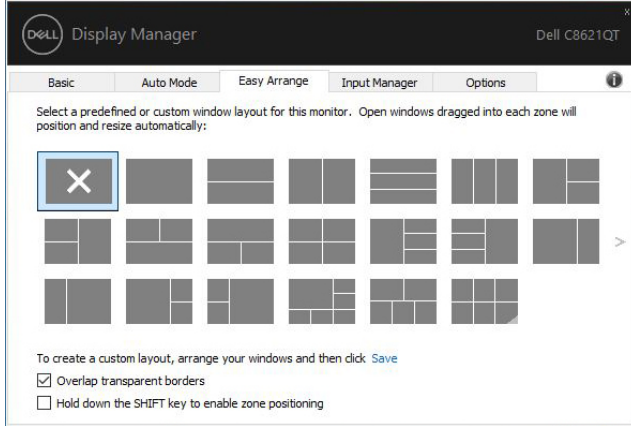 x
DELL Display Manager Dell C8621QT
Basic Auto Mode Easy Arrange Input Manager Options
Select a predefined or custom window layout for this monitor. Open windows dragged into each zone will
position and resize automatically:
To create a custom layout, arrange your windows and then click Save
Overlap transparent borders
Hold down the SHIFT key to enable zone positioning